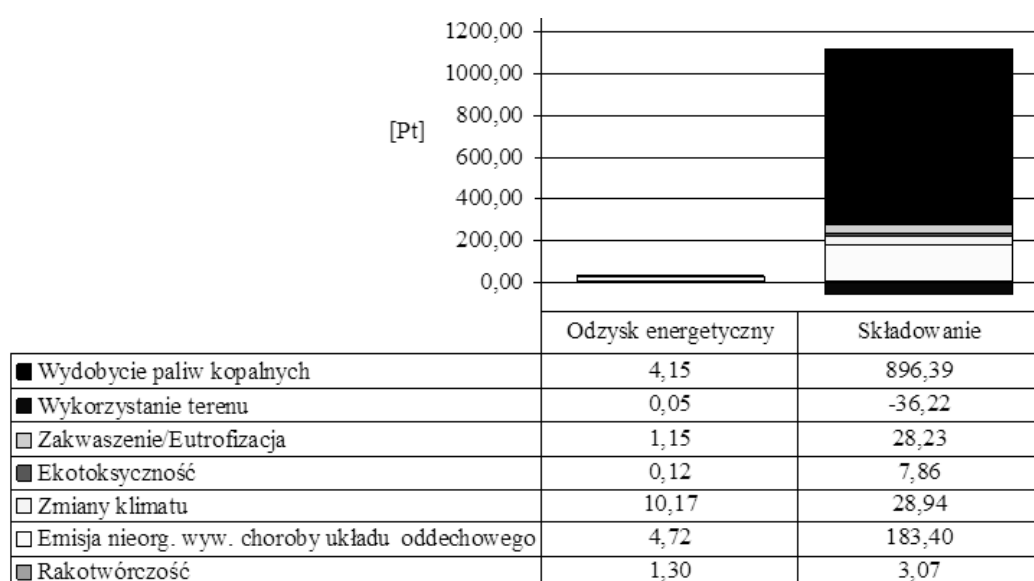 1200,00
1000,00
[Pt] 800,00
600,00
400,00
200,00
0,00
Odzysk energetyczny Składowanie
Wydobycie paliw kopalnych 4,15 896,39
Wykorzystanie terenu 0,05 -36,22
Zakwaszenie/Eutrofizacja 1,15 28,23
Ekotoksyczność 0,12 7,86
Zmiany klimatu 10,17 28,94
Emisja nieorg. wyw. choroby układu oddechowego 4,72 183,40
Rakotwórczość 1,30 3,07